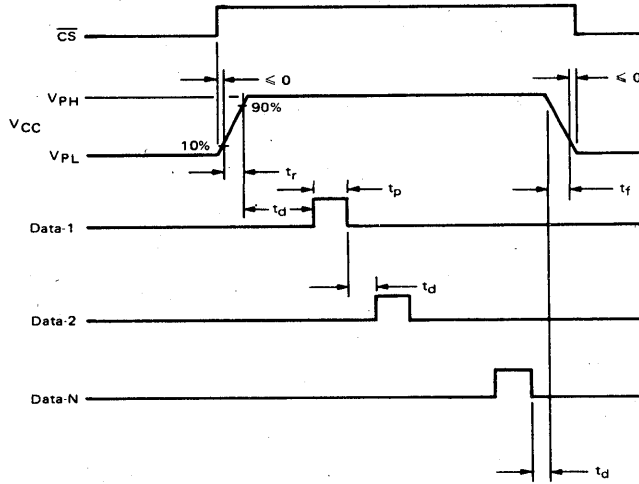 CS
≤ 0
≤ 0
VPH
90%
VCC
10%
VPL
tr
tp
tf
td
Data-1
td
Data-2
Data-N
td